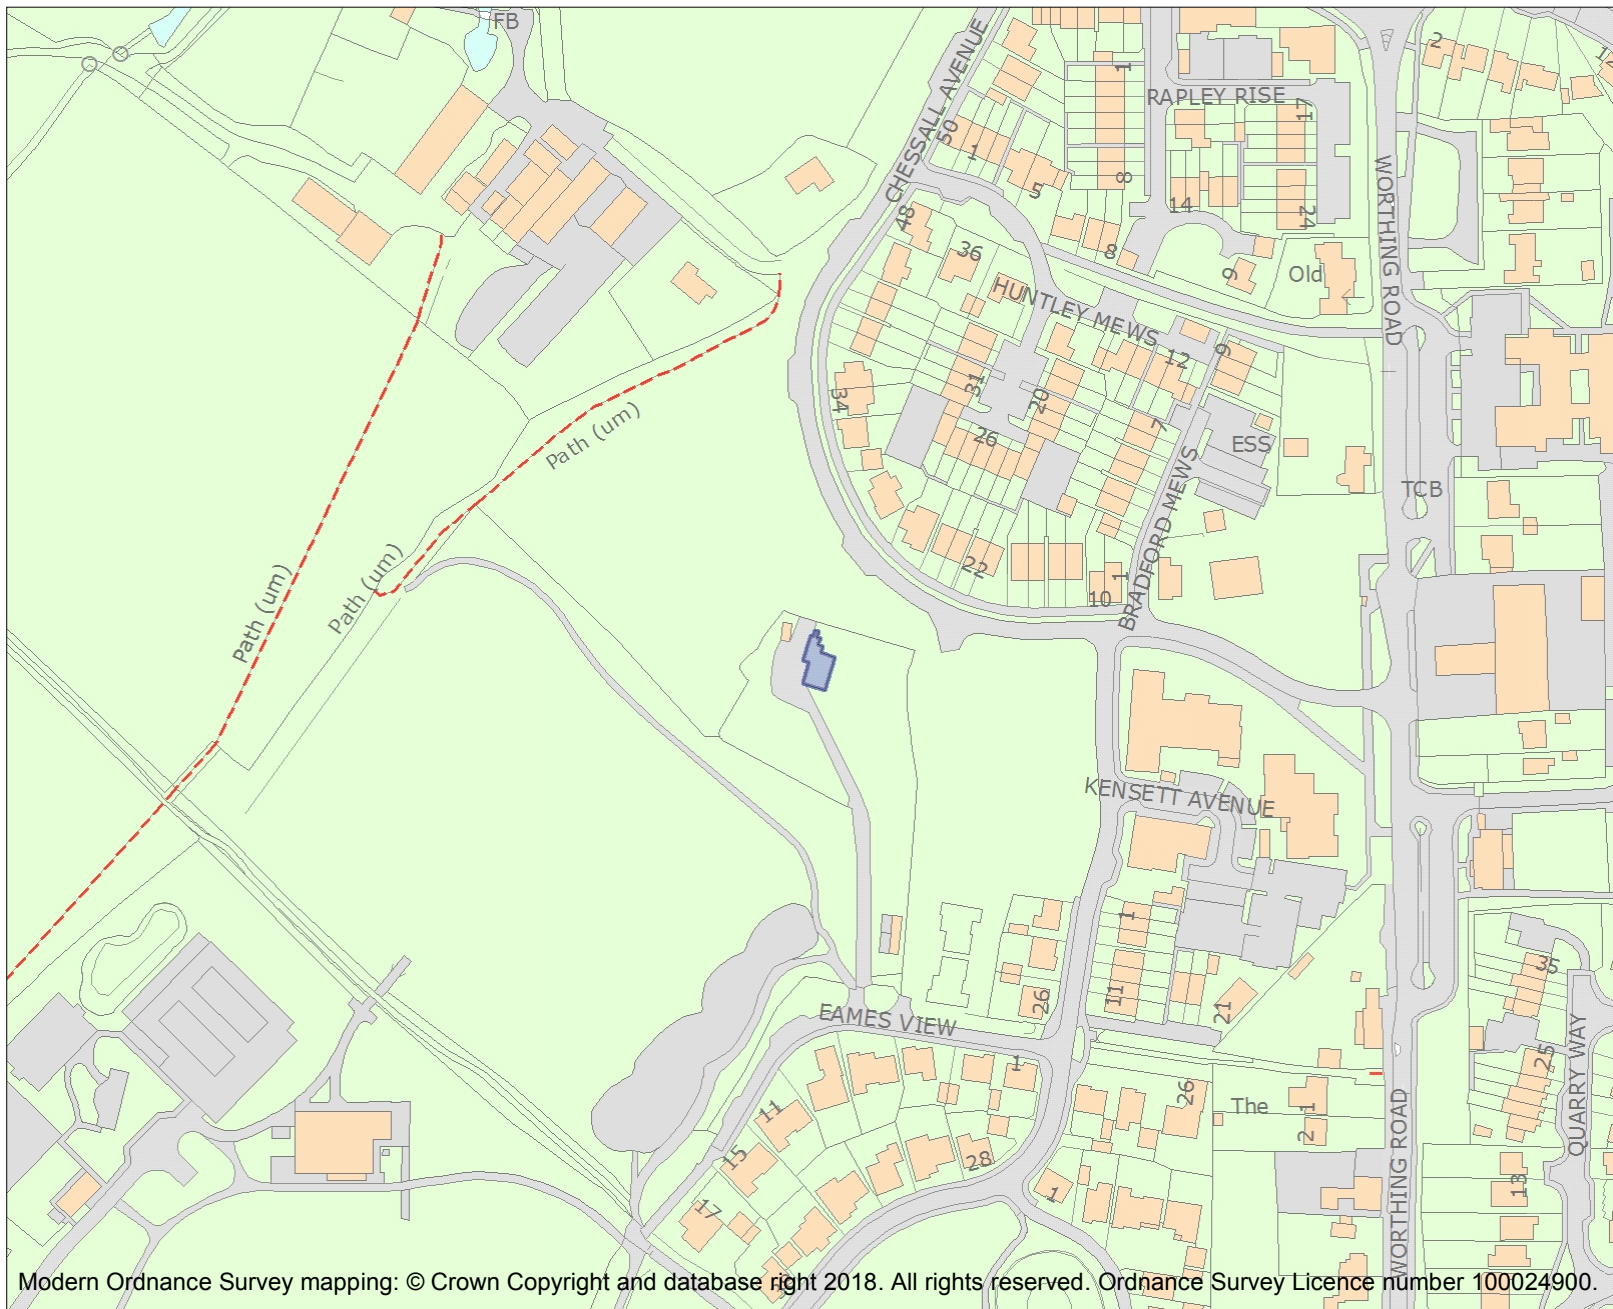 FB
CHESSALL AVENUE
50
1
5
1
8
RAPLEY RISE
17
24
14
8
9
2
12
WORTHING ROAD
Old
48
36
HUNTLEY MEWS
34
31
20
26
12
9
7
ESS
TCB
22
10
1
BRADFORD MEWS
Path (um)
Path (um)
Path (um)
KENSETT AVENUE
1
11
21
26
35
25
QUARRY WAY
EAMES VIEW
1
11
15
17
28
26
1
The
1
2
13
WORTHING ROAD
Modern Ordnance Survey mapping: © Crown Copyright and database right 2018. All rights reserved. Ordnance Survey Licence number 100024900.